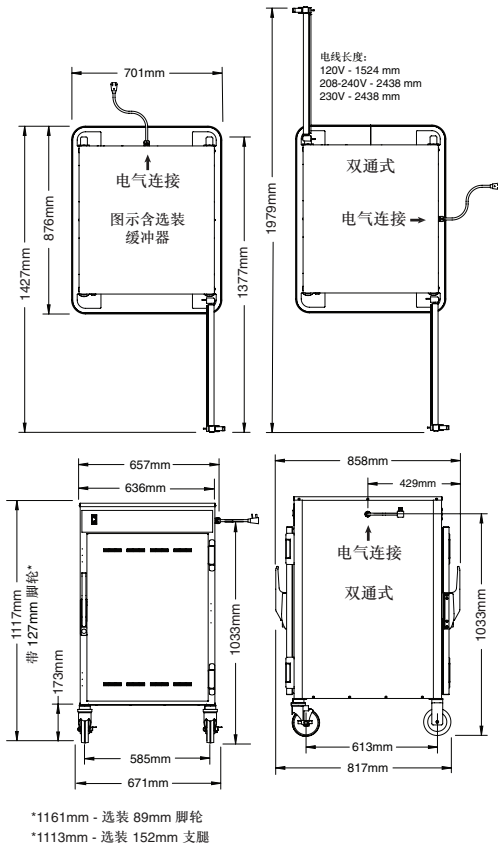 701mm
电线长度:
120V - 1524 mm
208-240V - 2438 mm
230V - 2438 mm
电气连接
图示含选装
缓冲器
876mm
1427mm
1377mm
双通式
电气连接
1979mm
657mm
636mm
1117mm
带 127mm 脚轮*
173mm
1033mm
585mm
671mm
858mm
429mm
电气连接
双通式
1033mm
613mm
817mm
*1161mm - 选装 89mm 脚轮
*1113mm - 选装 152mm 支腿